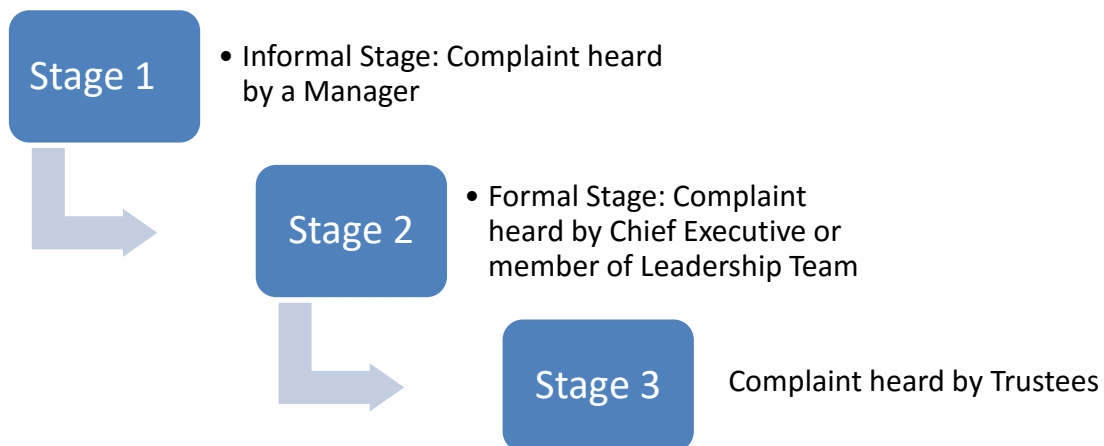 Stage 1
• Informal Stage: Complaint heard
by a Manager
Stage 2
• Formal Stage: Complaint
heard by Chief Executive or
member of Leadership Team
Stage 3
Complaint heard by Trustees